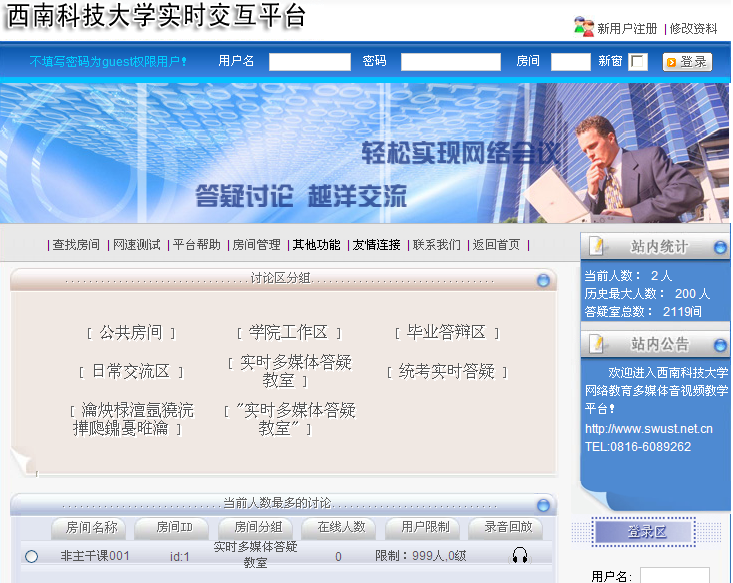 西南科技大学实时交互平台
新用户注册 | 修改资料
不填写密码为guest权限用户! 用户名 密码 房间 新窗 登录
轻松实现网络会议
答疑讨论 越洋交流
| 查找房间 | 网速测试 | 平台帮助 | 房间管理 | 其他功能 | 友情连接 | 联系我们 | 返回首页 |
站内统计
当前人数： 2人
历史最大人数： 200人
答疑室总数： 2119间
讨论区分组
[ 公共房间 ] [ 学院工作区 ] [ 毕业答辩区 ]
[ 日常交流区 ] [ 实时多媒体答疑教室 ] [ 统考实时答疑 ]
[ "实时多媒体答疑教室" ]
站内公告
欢迎进入西南科技大学
网络教育多媒体音视频教学
平台!
http://www.swust.net.cn
TEL:0816-6089262
当前人数最多的讨论
房间名称 房间ID 房间分组 在线人数 用户限制 录音回放
非主干课001 id:1 实时多媒体答疑教室 0 限制：999人,0级
登录区
用户名: